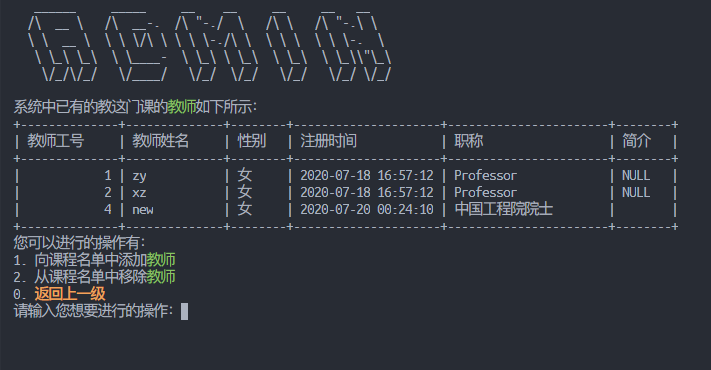 系统中已有的教这门课的教师如下所示:
+--------------+--------------+--------+---------------------+------------------------+--------+
| 教师工号 | 教师姓名 | 性别 | 注册时间 | 职称 | 简介 |
+--------------+--------------+--------+---------------------+------------------------+--------+
| 1 | zy | 女 | 2020-07-18 16:57:12 | Professor | NULL |
| 2 | xz | 女 | 2020-07-18 16:57:12 | Professor | NULL |
| 4 | new | 女 | 2020-07-20 00:24:10 | 中国工程院院士 | |
+--------------+--------------+--------+---------------------+------------------------+--------+
您可以进行的操作有:
1. 向课程名单中添加教师
2. 从课程名单中移除教师
0. 返回上一级
请输入您想要进行的操作: